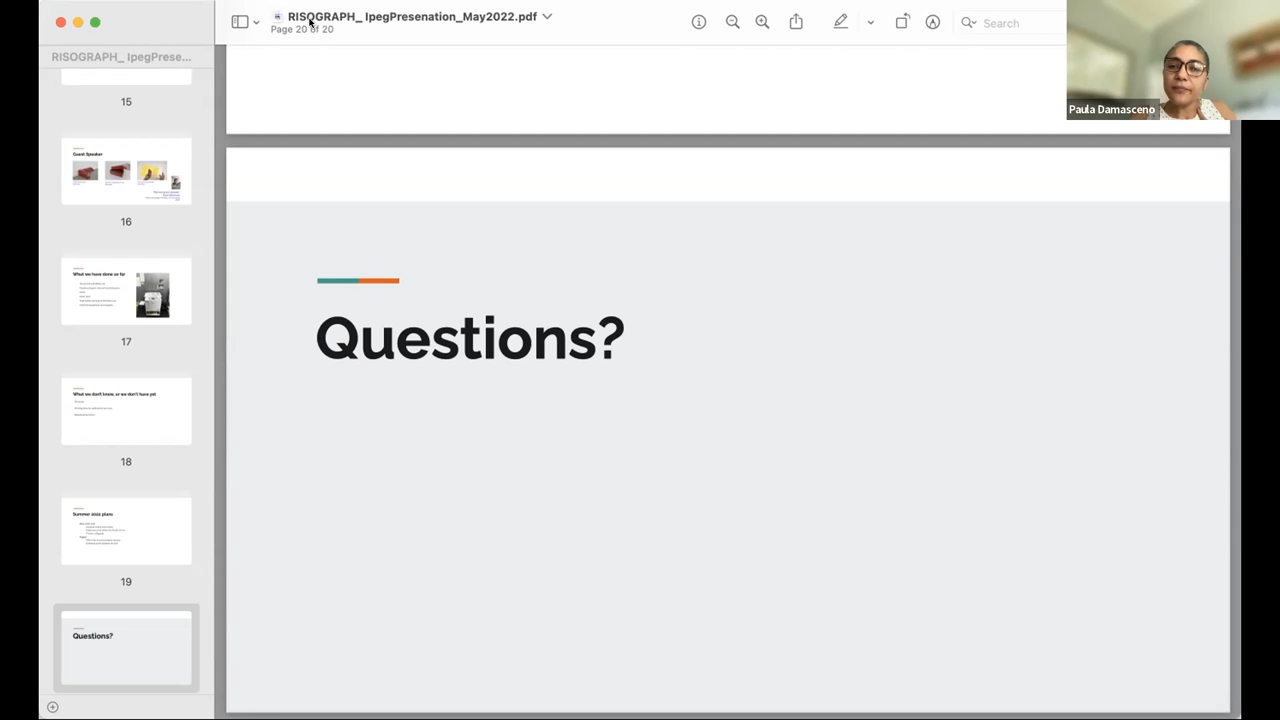 RISOGRAPH_ IpegPresenation_May2022.pdf
Page 20 of 20
Search
Paula Damasceno
RISOGRAPH_ IpegPrese...
15
Guest Speaker
16
What we have done so far
17
What we don't know, or we don't have yet
18
Summer 2022 plans
19
Questions?
Questions?